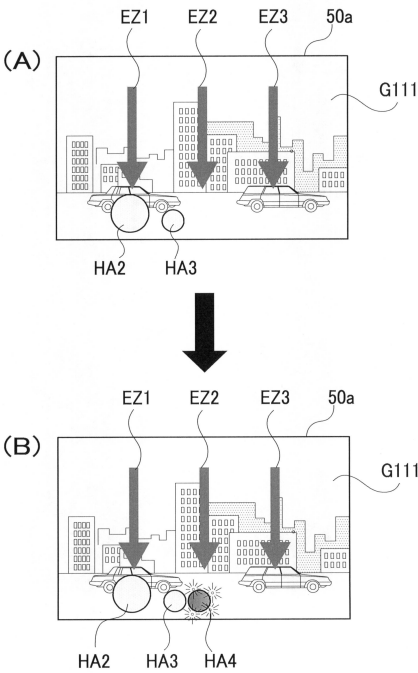 EZ1 EZ2 EZ3 50a
(A)
G111
HA2 HA3
EZ1 EZ2 EZ3 50a
(B)
G111
HA2 HA3 HA4